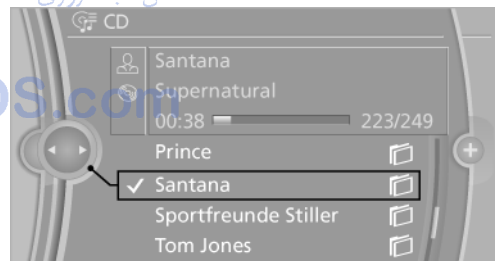 CD
Santana
Supernatural
00:38 223/249
Prince
Santana
Sportfreunde Stiller
Tom Jones